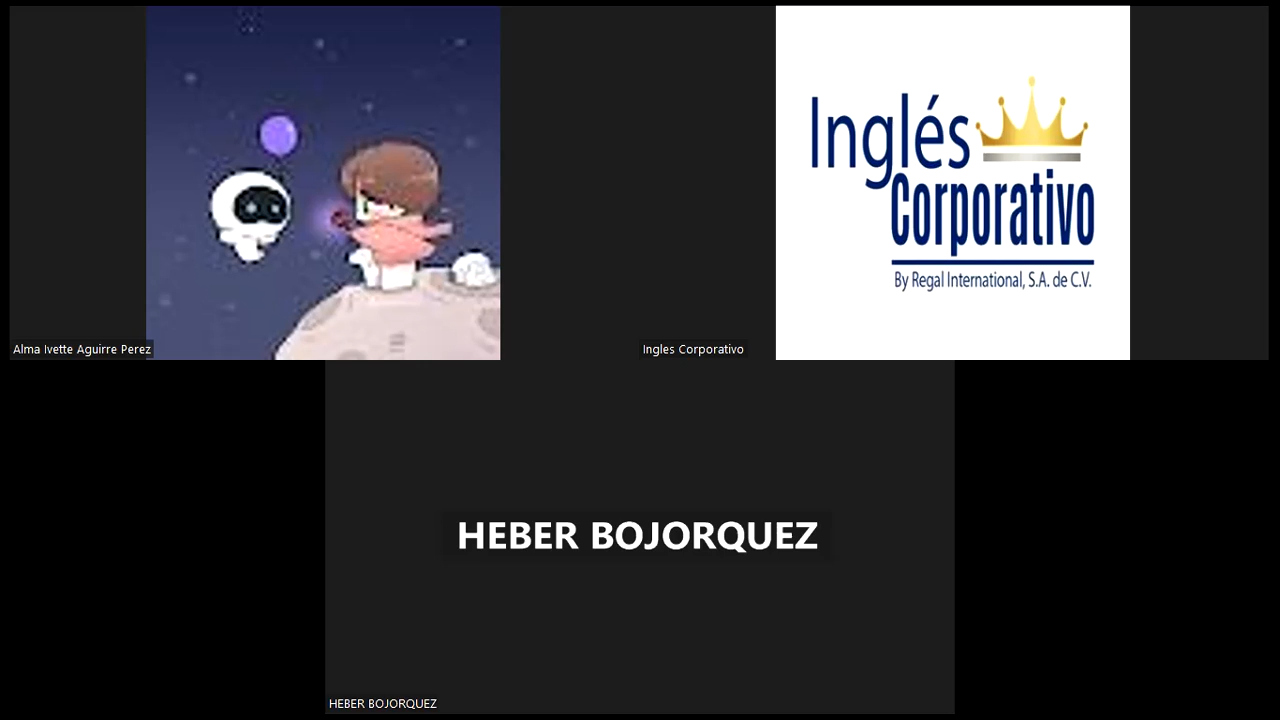 Alma Ivette Aguirre Perez
Inglés
Corporativo
By Regal International, S.A. de C.V.
Ingles Corporativo
HEBER BOJORQUEZ
HEBER BOJORQUEZ